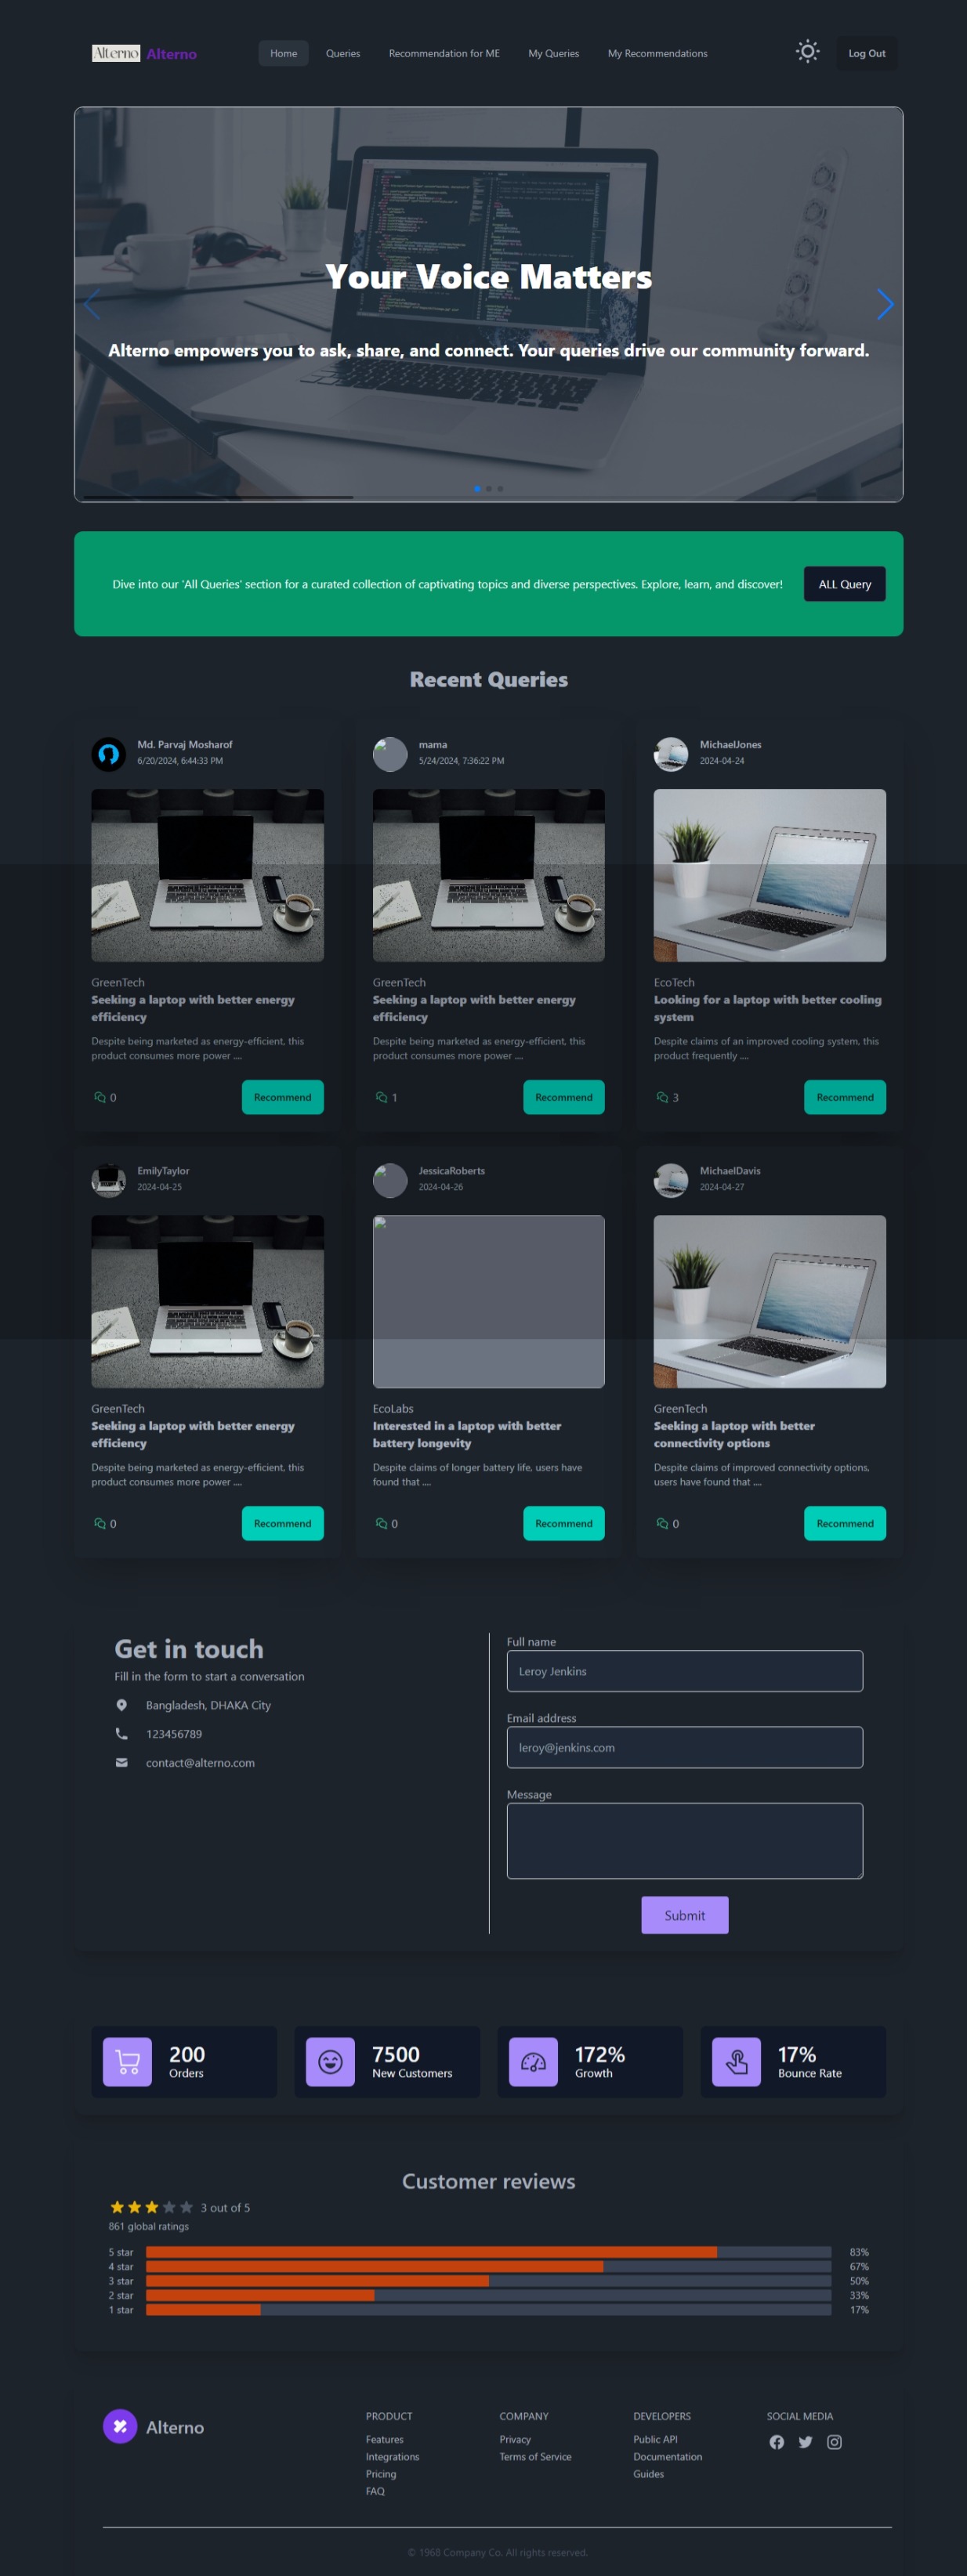 Alterno Alterno
Home Queries Recommendation for ME My Queries My Recommendations
Log Out
Your Voice Matters
Alterno empowers you to ask, share, and connect. Your queries drive our community forward.
Dive into our 'All Queries' section for a curated collection of captivating topics and diverse perspectives. Explore, learn, and discover!
ALL Query
Recent Queries
Md. Parvaj Mosharof
6/20/2024, 6:44:33 PM
GreenTech
Seeking a laptop with better energy
efficiency
Despite being marketed as energy-efficient, this
product consumes more power ....
0
Recommend
mama
5/24/2024, 7:36:22 PM
GreenTech
Seeking a laptop with better energy
efficiency
Despite being marketed as energy-efficient, this
product consumes more power ....
1
Recommend
MichaelJones
2024-04-24
EcoTech
Looking for a laptop with better cooling
system
Despite claims of an improved cooling system, this
product frequently ....
3
Recommend
EmilyTaylor
2024-04-25
GreenTech
Seeking a laptop with better energy
efficiency
Despite being marketed as energy-efficient, this
product consumes more power ....
0
Recommend
JessicaRoberts
2024-04-26
EcoLabs
Interested in a laptop with better
battery longevity
Despite claims of longer battery life, users have
found that ....
0
Recommend
MichaelDavis
2024-04-27
GreenTech
Seeking a laptop with better
connectivity options
Despite claims of improved connectivity options,
users have found that ....
0
Recommend
Get in touch
Fill in the form to start a conversation
Bangladesh, DHAKA City
123456789
contact@alterno.com
Full name
Leroy Jenkins
Email address
leroy@jenkins.com
Message
Submit
200
Orders
7500
New Customers
172%
Growth
17%
Bounce Rate
Customer reviews
3 out of 5
861 global ratings
5 star 83%
4 star 67%
3 star 50%
2 star 33%
1 star 17%
Alterno
PRODUCT
Features
Integrations
Pricing
FAQ
COMPANY
Privacy
Terms of Service
DEVELOPERS
Public API
Documentation
Guides
SOCIAL MEDIA
© 1968 Company Co. All rights reserved.